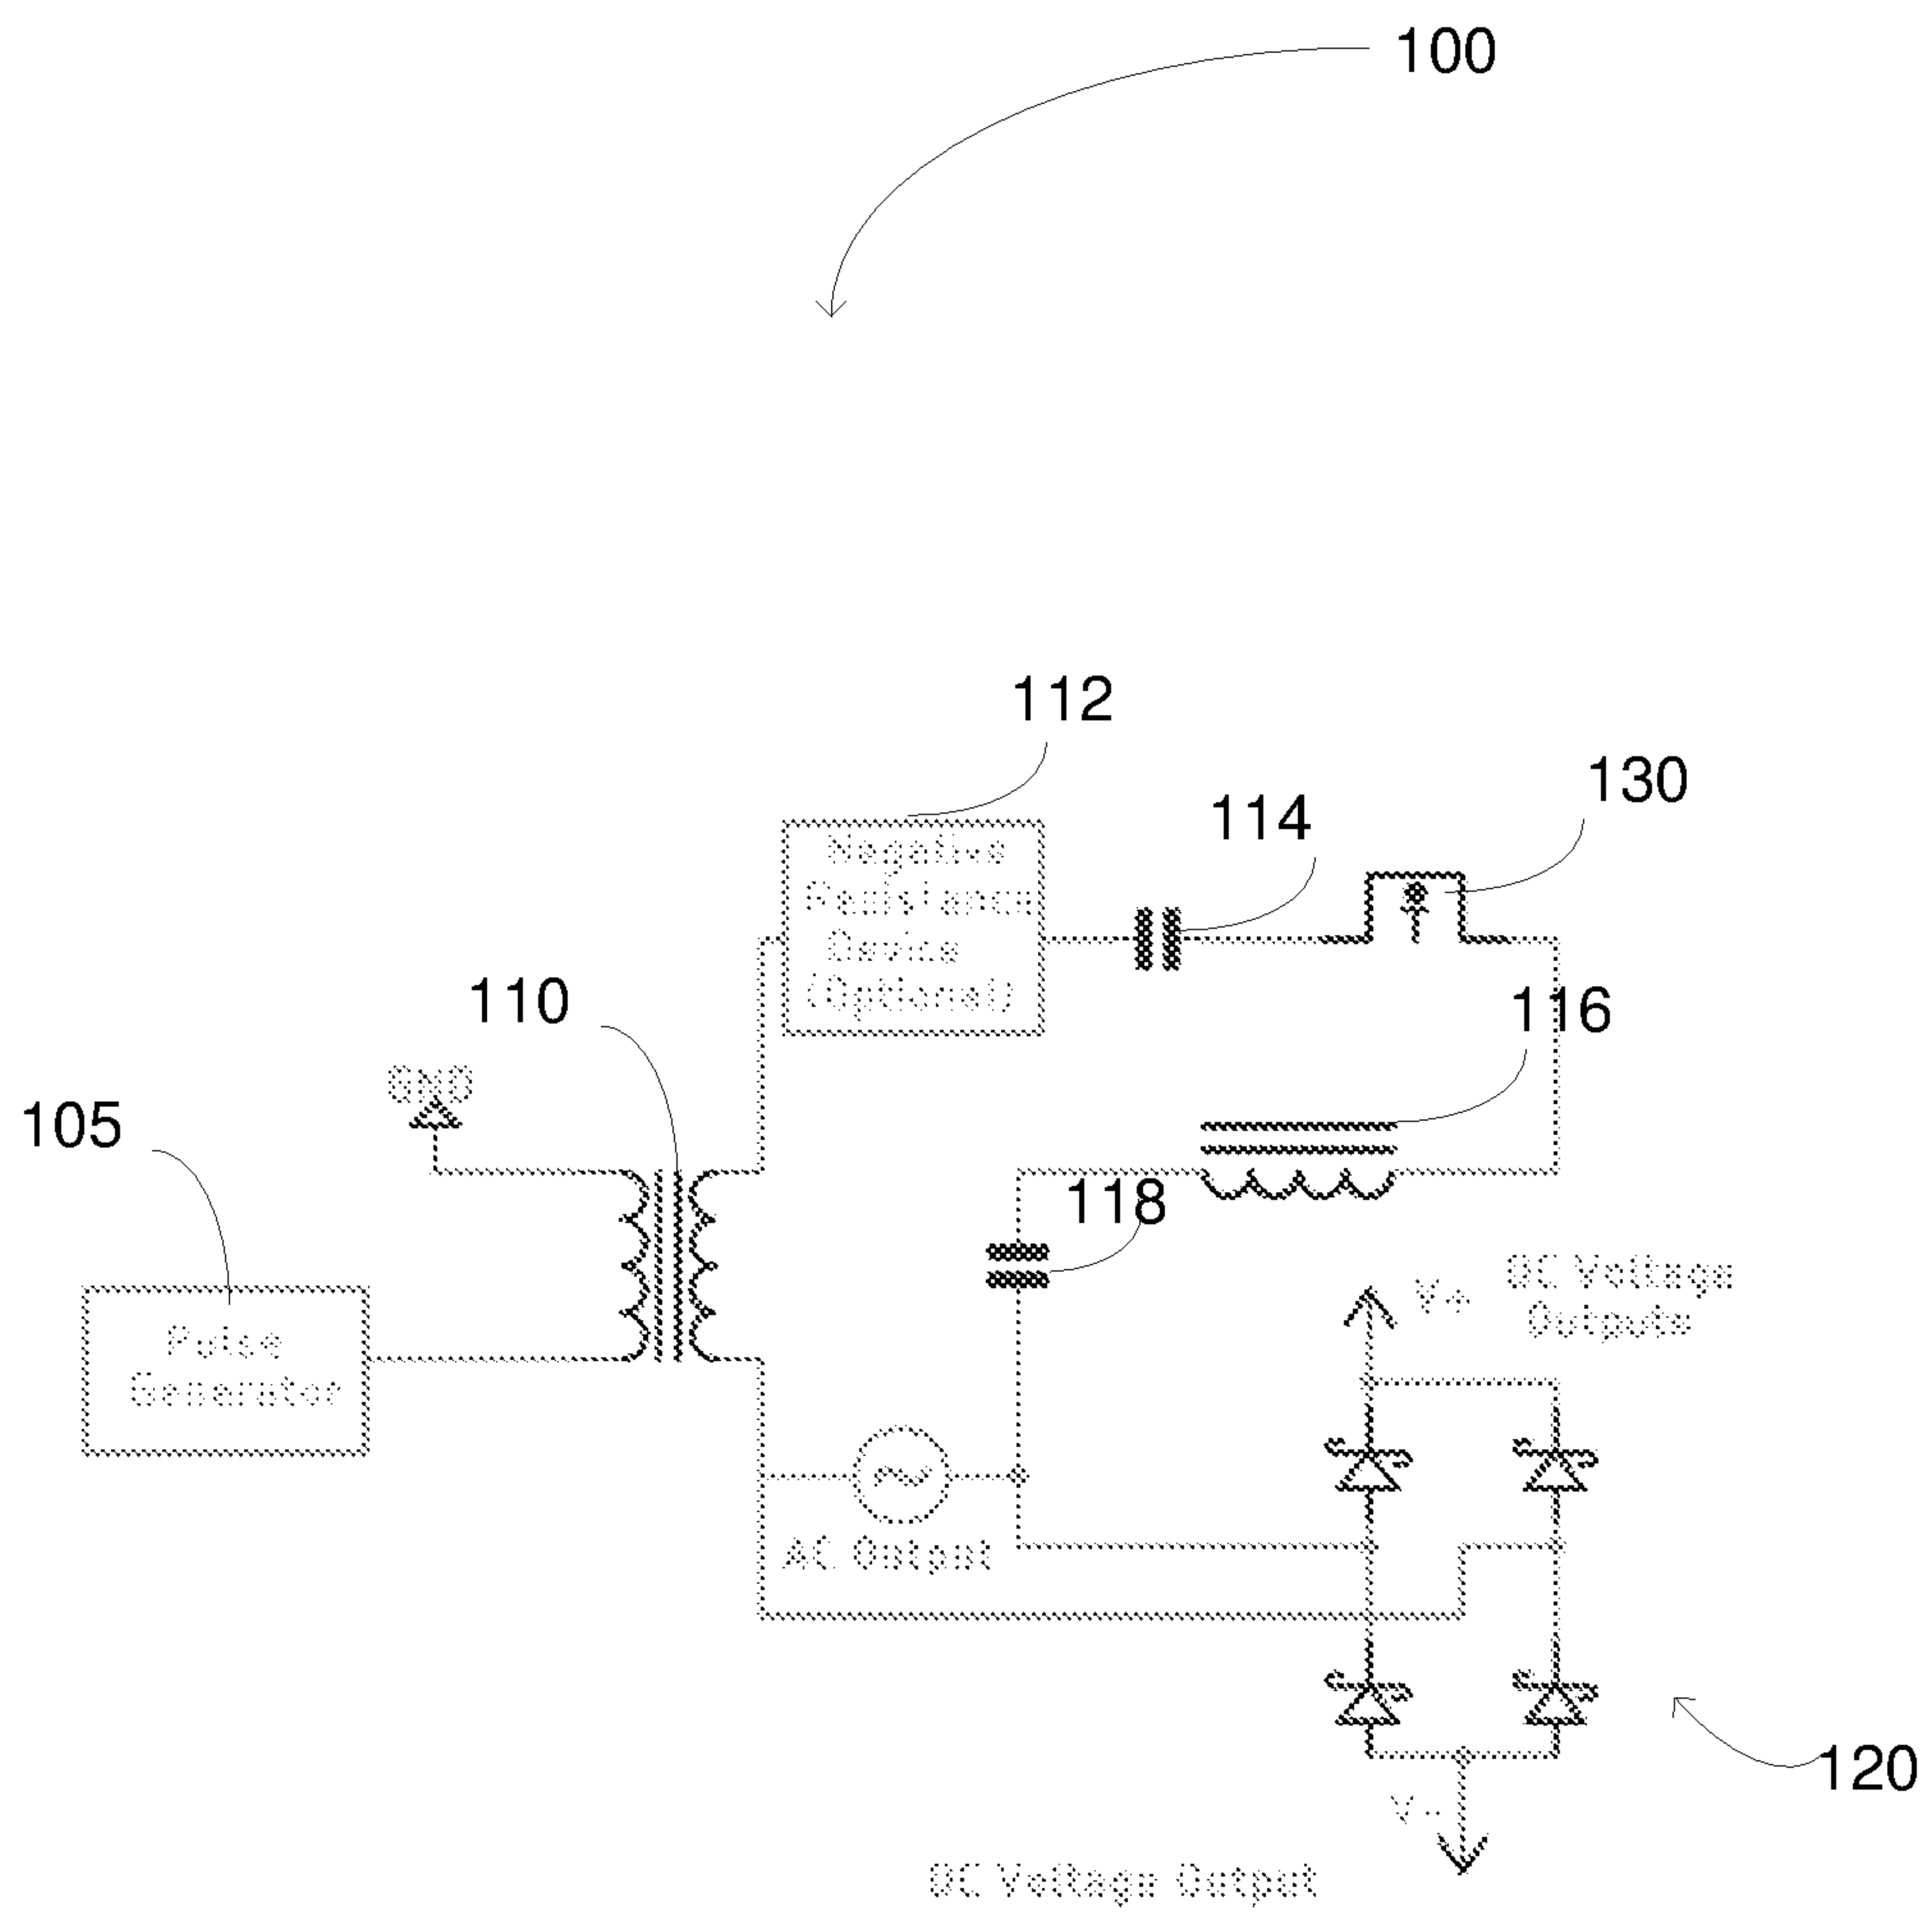 100
112
130
114
Negative
Resistance
Device
(Optional)
110
116
GND
105
118
DC Voltage
Outputs
V+
Pulse
Generator
AC Output
120
V-
DC Voltage Output